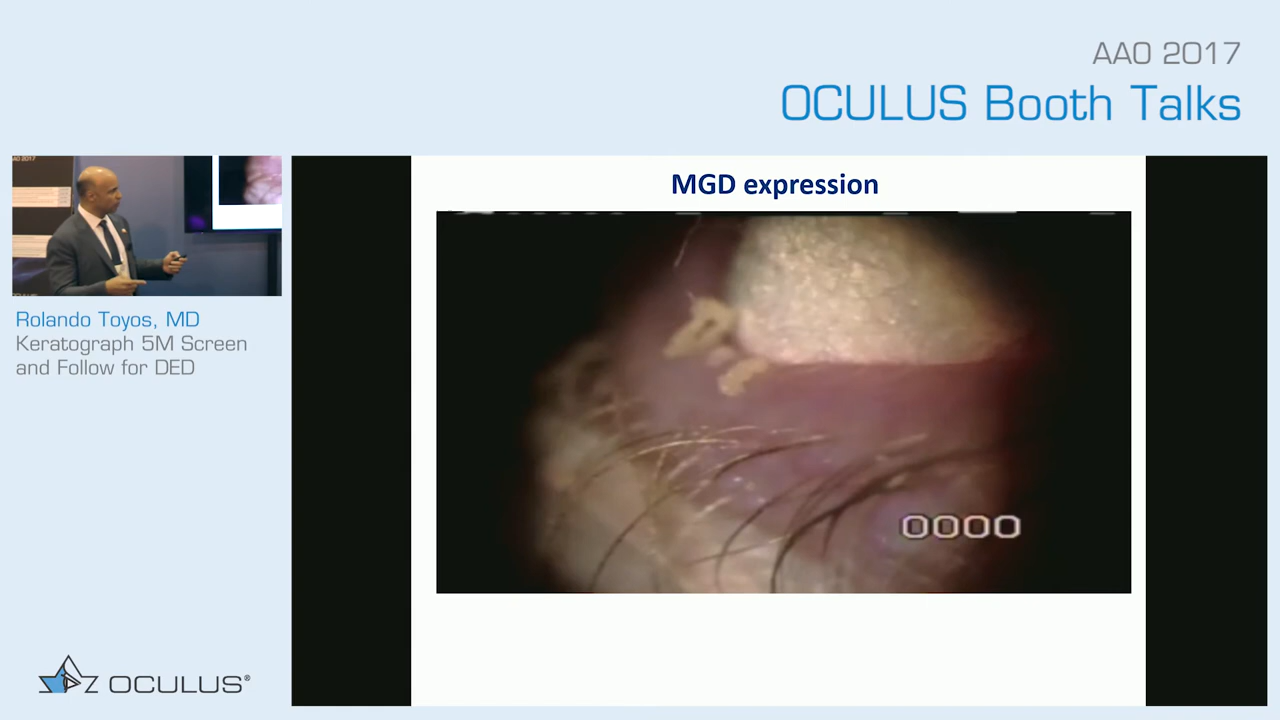 AAO 2017
OCULUS Booth Talks
MGD expression
0000
Rolando Toyos, MD
Keratograph 5M Screen
and Follow for DED
OCULUS®